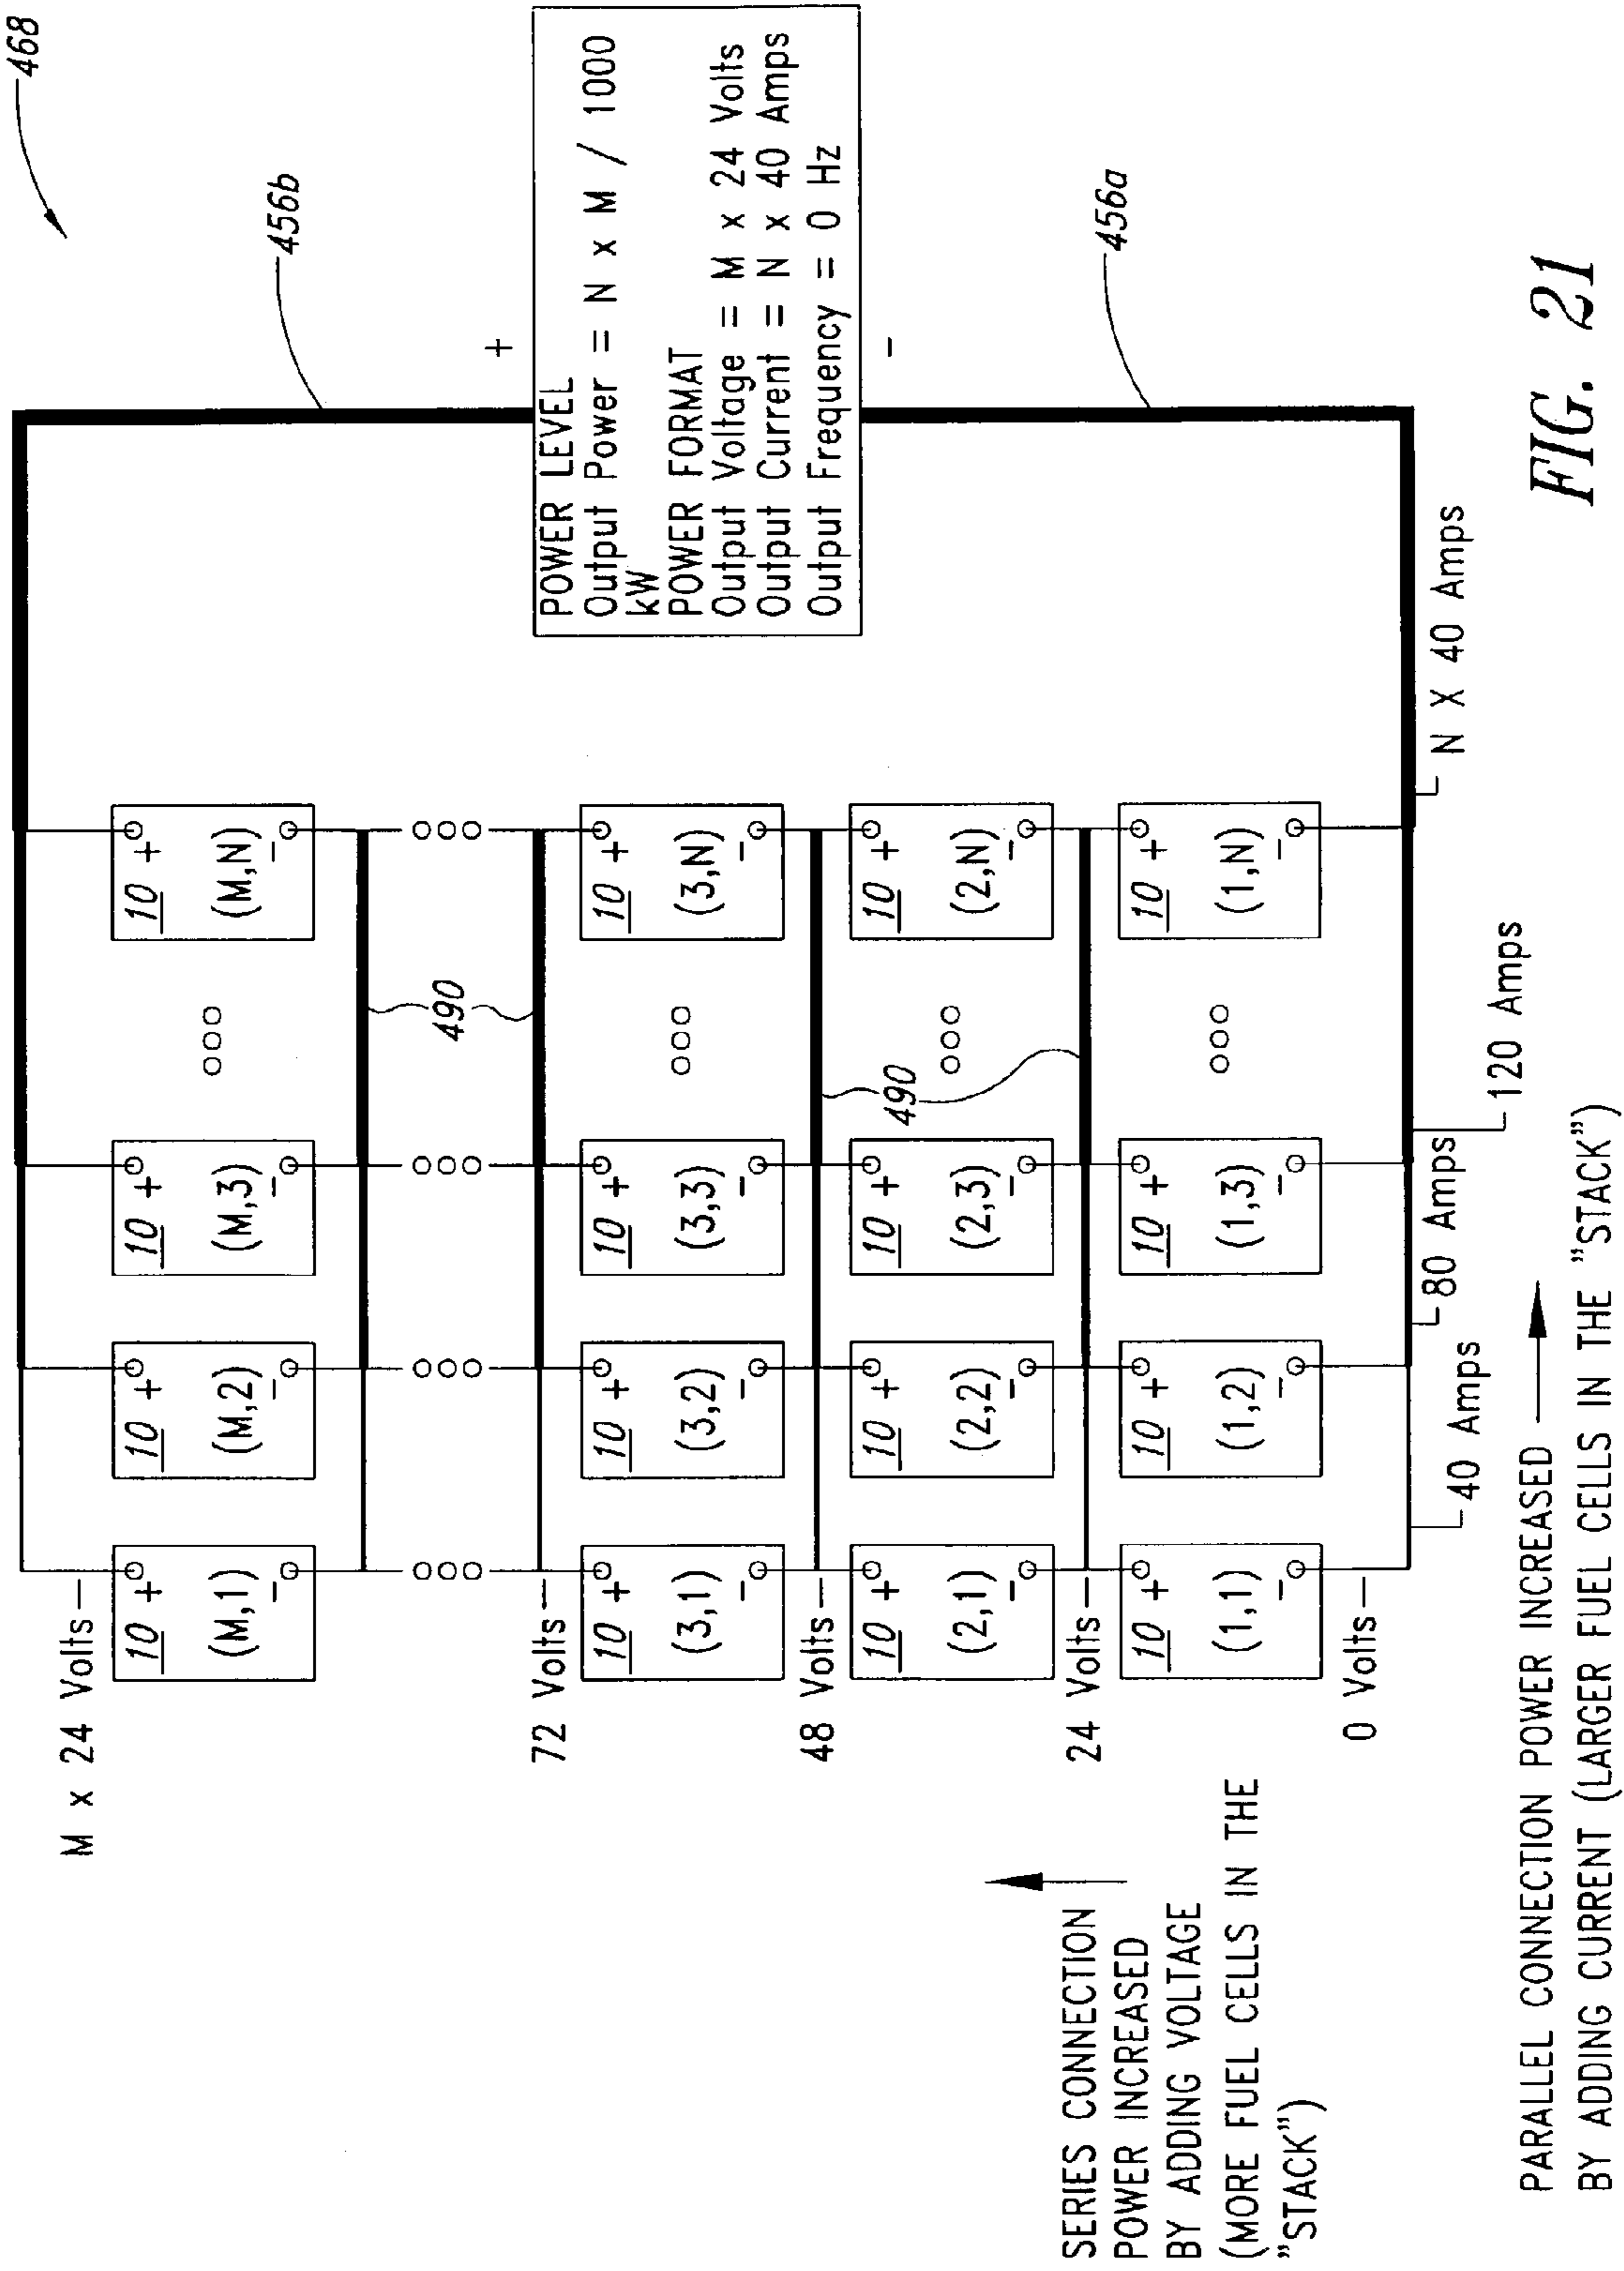 468
M x 24 Volts
10 +
(M,1)
-
10 +
(M,2)
-
10 +
(M,3)
-
10 +
(M,N)
-
456b
490
72 Volts
10 +
(3,1)
-
10 +
(3,2)
-
10 +
(3,3)
-
10 +
(3,N)
-
+
POWER LEVEL
Output Power = N x M / 1000
kW
POWER FORMAT
Output Voltage = M x 24 Volts
Output Current = N x 40 Amps
Output Frequency = 0 Hz
-
48 Volts
10 +
(2,1)
-
10 +
(2,2)
-
10 +
(2,3)
-
10 +
(2,N)
-
490
24 Volts
10 +
(1,1)
-
10 +
(1,2)
-
10 +
(1,3)
-
10 +
(1,N)
-
456a
0 Volts
40 Amps
80 Amps
120 Amps
N X 40 Amps
SERIES CONNECTION
POWER INCREASED
BY ADDING VOLTAGE
(MORE FUEL CELLS IN THE
"STACK")
PARALLEL CONNECTION POWER INCREASED
BY ADDING CURRENT (LARGER FUEL CELLS IN THE "STACK")
FIG. 21